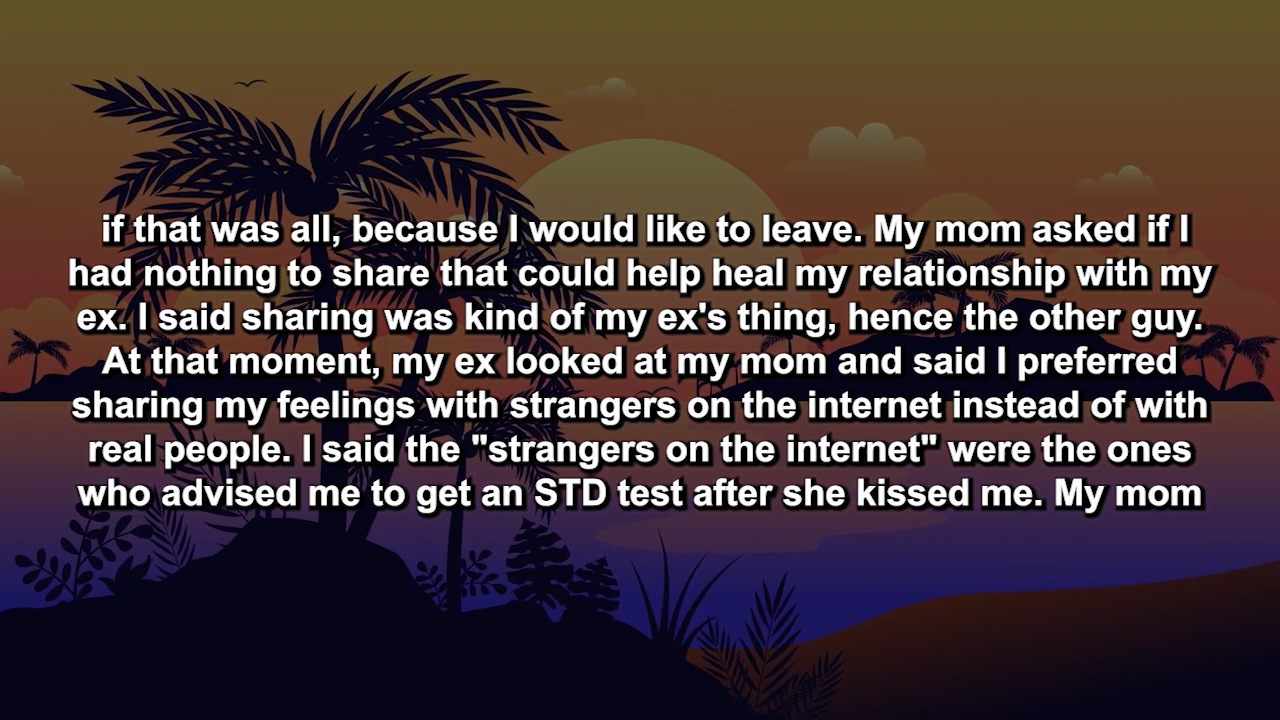 if that was all, because I would like to leave. My mom asked if I
had nothing to share that could help heal my relationship with my
ex. I said sharing was kind of my ex's thing, hence the other guy.
At that moment, my ex looked at my mom and said I preferred
sharing my feelings with strangers on the internet instead of with
real people. I said the "strangers on the internet" were the ones
who advised me to get an STD test after she kissed me. My mom